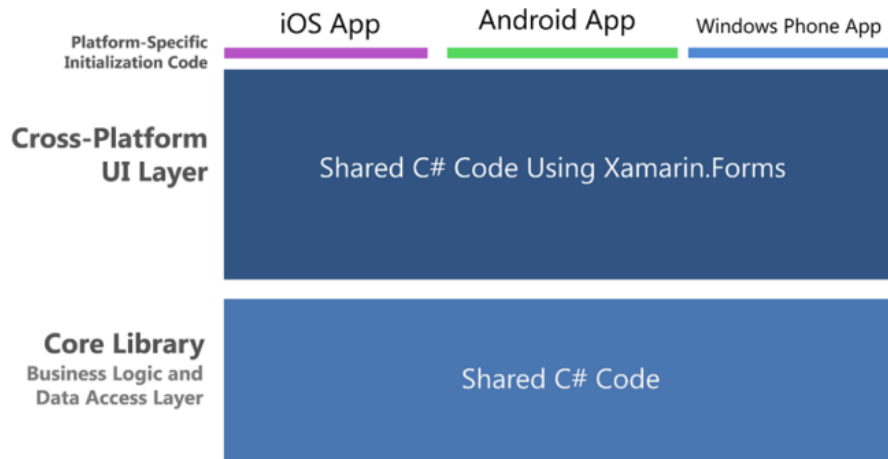 iOS App
Android App
Windows Phone App
Platform-Specific
Initialization Code
Cross-Platform
UI Layer
Shared C# Code Using Xamarin.Forms
Core Library
Business Logic and
Data Access Layer
Shared C# Code